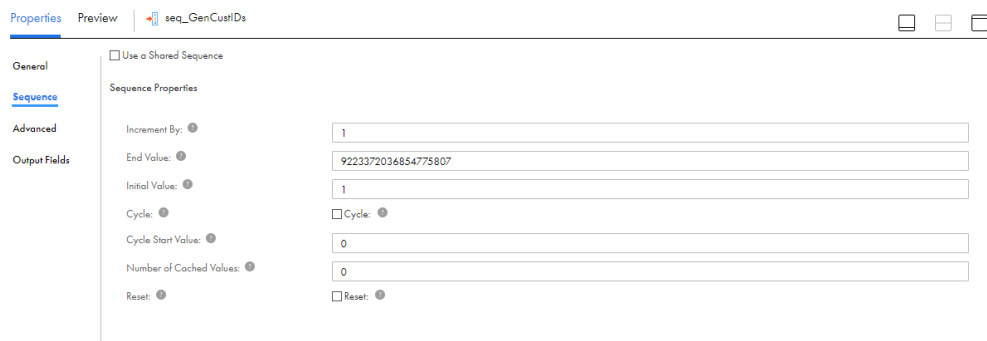 Properties Preview seq_GenCustIDs
General
Sequence
Advanced
Output Fields
Use a Shared Sequence
Sequence Properties
Increment By: ? 1
End Value: ? 9223372036854775807
Initial Value: ? 1
Cycle: ? Cycle: ?
Cycle Start Value: ? 0
Number of Cached Values: ? 0
Reset: ? Reset: ?